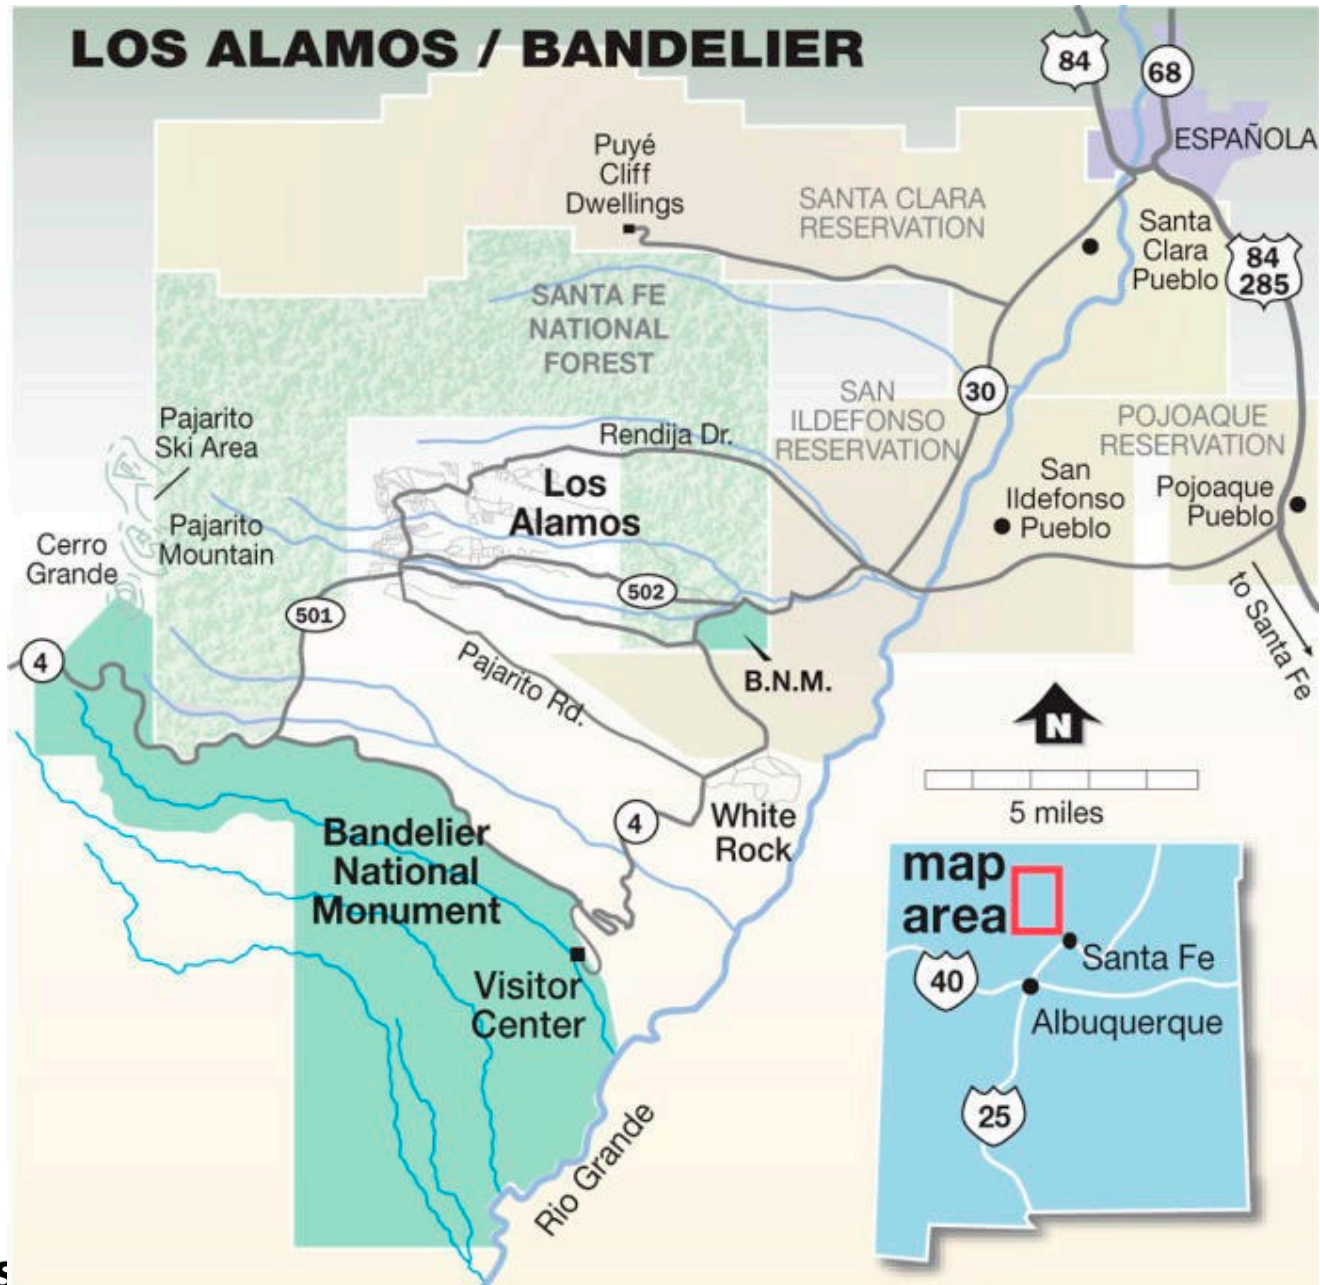 LOS ALAMOS / BANDELIER
84
68
ESPAÑOLA
Puyé
Cliff
Dwellings
SANTA CLARA
RESERVATION
Santa
Clara
Pueblo
84
285
SANTA FE
NATIONAL
FOREST
30
SAN
ILDEFONSO
RESERVATION
POJOAQUE
RESERVATION
Pajarito
Ski Area
Rendija Dr.
Los
Alamos
San
Ildefonso
Pueblo
Pojoaque
Pueblo
Pajarito
Mountain
Cerro
Grande
501
502
to Santa Fe
4
Pajarito Rd.
B.N.M.
N
5 miles
4
White
Rock
Bandelier
National
Monument
Visitor
Center
Rio Grande
map
area
Santa Fe
40
Albuquerque
25